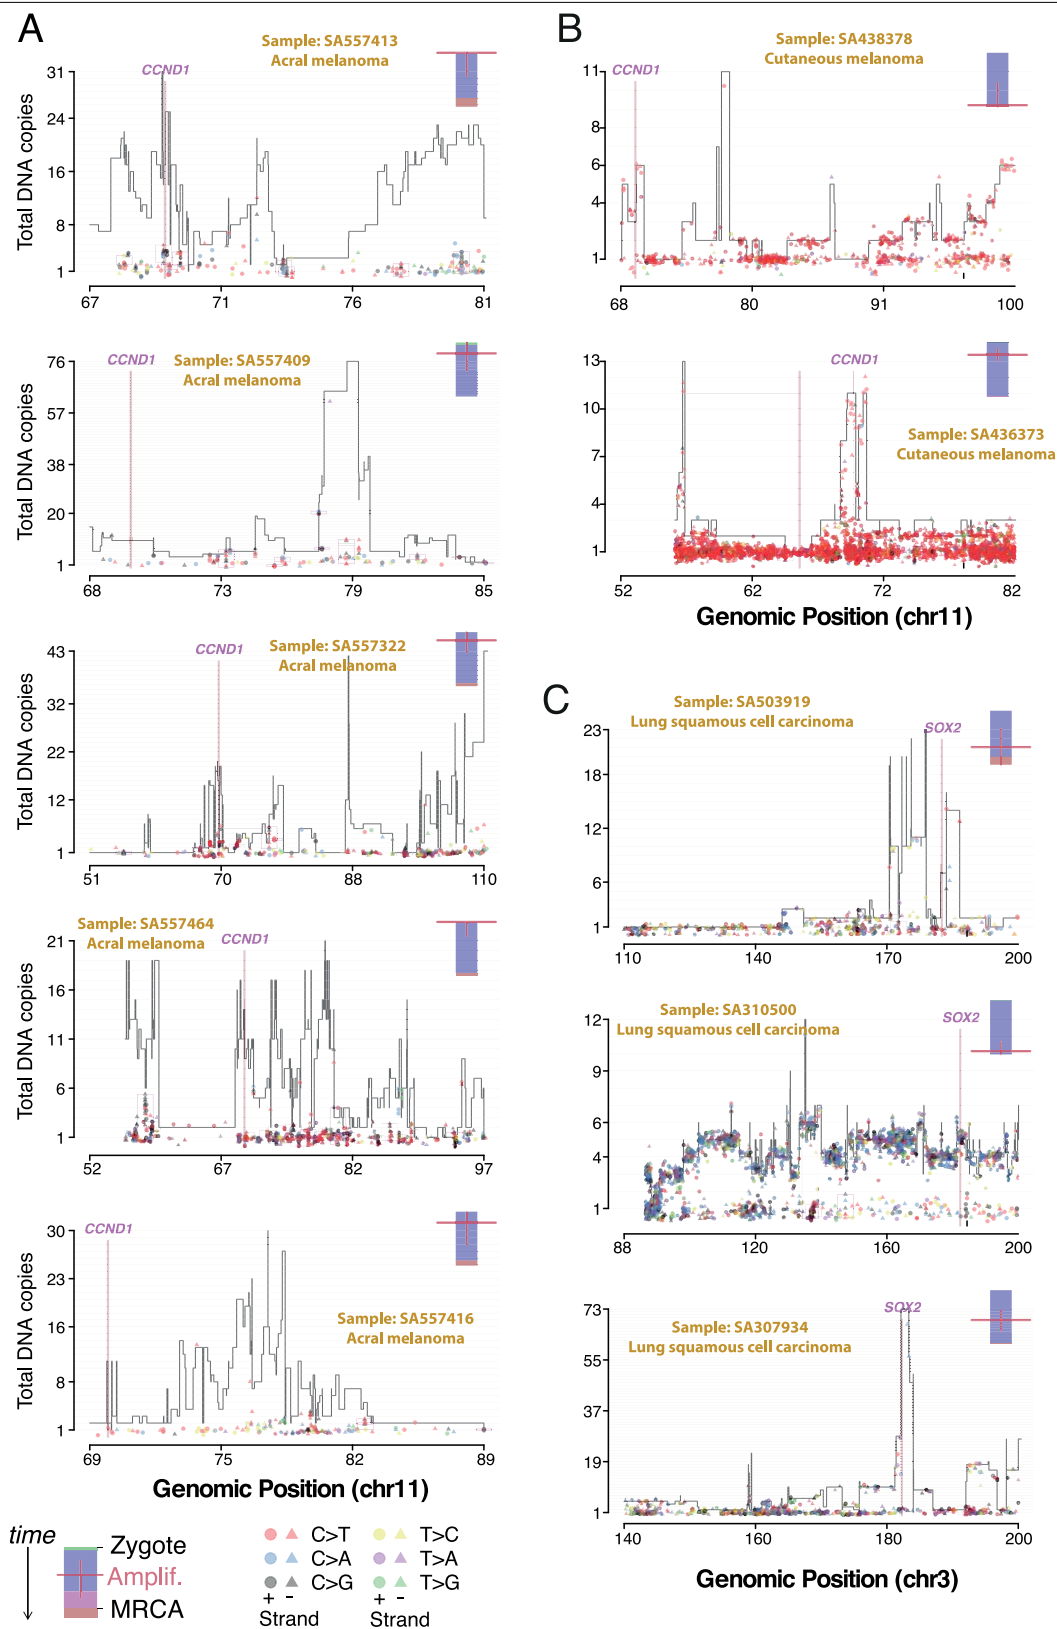 A
Sample: SA557413
Acral melanoma
CCND1
Total DNA copies
31
24
16
8
1
67
71
76
81
Sample: SA557409
Acral melanoma
CCND1
Total DNA copies
76
57
38
20
1
68
73
79
85
Sample: SA557322
Acral melanoma
CCND1
Total DNA copies
43
32
22
12
1
51
70
88
110
Sample: SA557464
Acral melanoma
CCND1
Total DNA copies
21
16
11
6
1
52
67
82
97
CCND1
Sample: SA557416
Acral melanoma
Total DNA copies
30
23
16
8
1
69
75
82
89
Genomic Position (chr11)
B
Sample: SA438378
Cutaneous melanoma
CCND1
11
8
6
4
1
68
80
91
100
CCND1
Sample: SA436373
Cutaneous melanoma
13
10
7
4
1
52
62
72
82
Genomic Position (chr11)
C
Sample: SA503919
Lung squamous cell carcinoma
SOX2
23
18
12
6
1
110
140
170
200
Sample: SA310500
Lung squamous cell carcinoma
SOX2
12
9
6
4
1
88
120
160
200
Sample: SA307934
Lung squamous cell carcinoma
SOX2
73
55
37
19
1
140
160
182
200
Genomic Position (chr3)
time
Zygote
Amplif.
MRCA
C>T
C>A
C>G
+ -
Strand
T>C
T>A
T>G
+ -
Strand